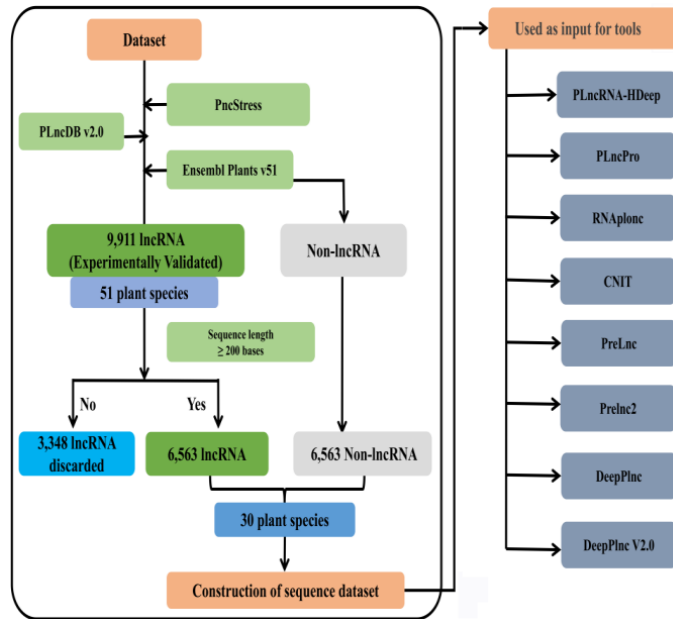 Dataset
PncStress
PLncDB v2.0
Ensembl Plants v51
9,911 lncRNA
(Experimentally Validated)
51 plant species
Non-lncRNA
Sequence length
≥ 200 bases
No
Yes
3,348 lncRNA
discarded
6,563 lncRNA
6,563 Non-lncRNA
30 plant species
Construction of sequence dataset
Used as input for tools
PLncRNA-HDeep
PLncPro
RNAplonc
CNIT
PreLnc
Prelnc2
DeepPlnc
DeepPlnc V2.0